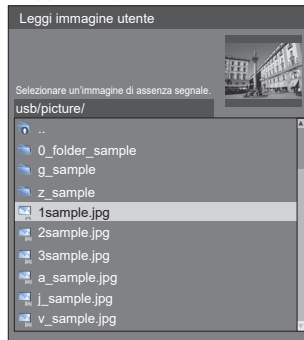 Leggi immagine utente
Selezionare un'immagine di assenza segnale.
usb/picture/
..
0_folder_sample
g_sample
z_sample
1sample.jpg
2sample.jpg
3sample.jpg
a_sample.jpg
j_sample.jpg
v_sample.jpg